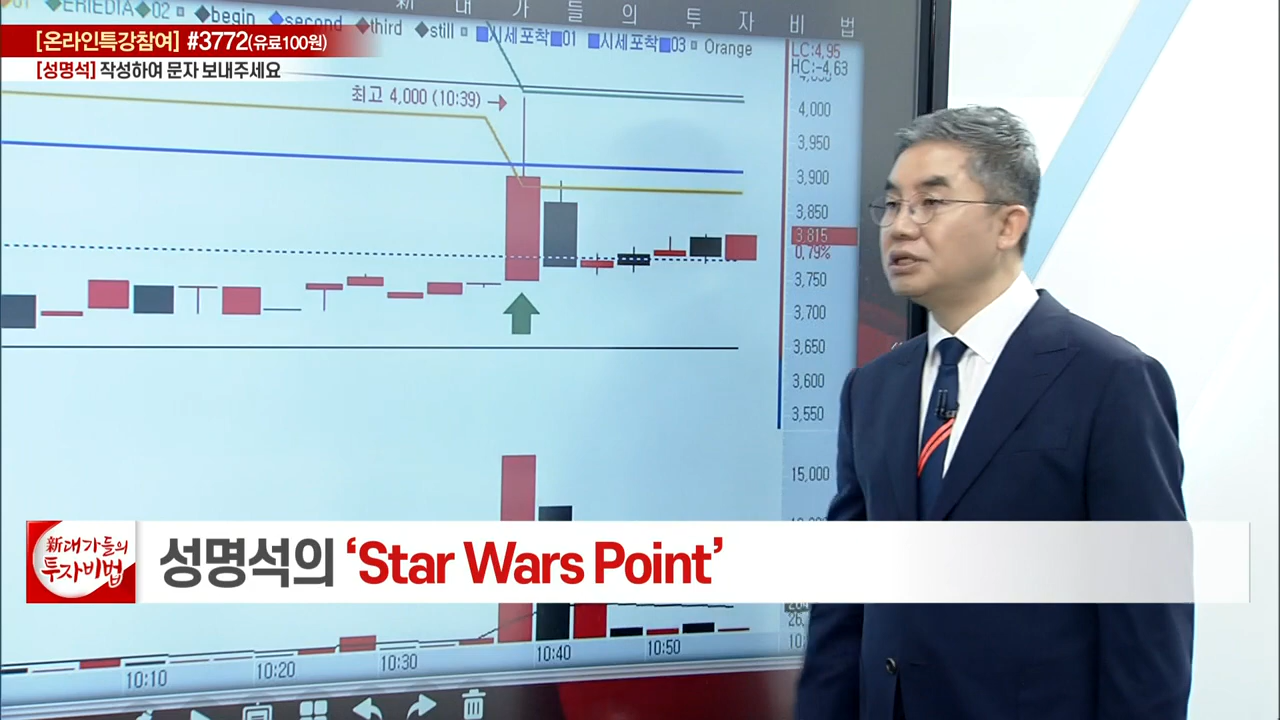 新 대 가 들 의 투 자 비 법
01 ◆ERIEDIA◆02 ◆begin ◆second ◆third ◆still 시세포착 01 시세포착 03 Orange
[온라인특강참여] #3772(유료100원)
[성명석] 작성하여 문자 보내주세요
LC:4,95
HC:-4,63
최고 4,000 (10:39)
4,000
3,950
3,900
3,850
3,815
0,79%
3,750
3,700
3,650
3,600
3,550
15,000
新대가들의
투자비법
성명석의 ‘Star Wars Point’
10:10 10:20 10:30 10:40 10:50